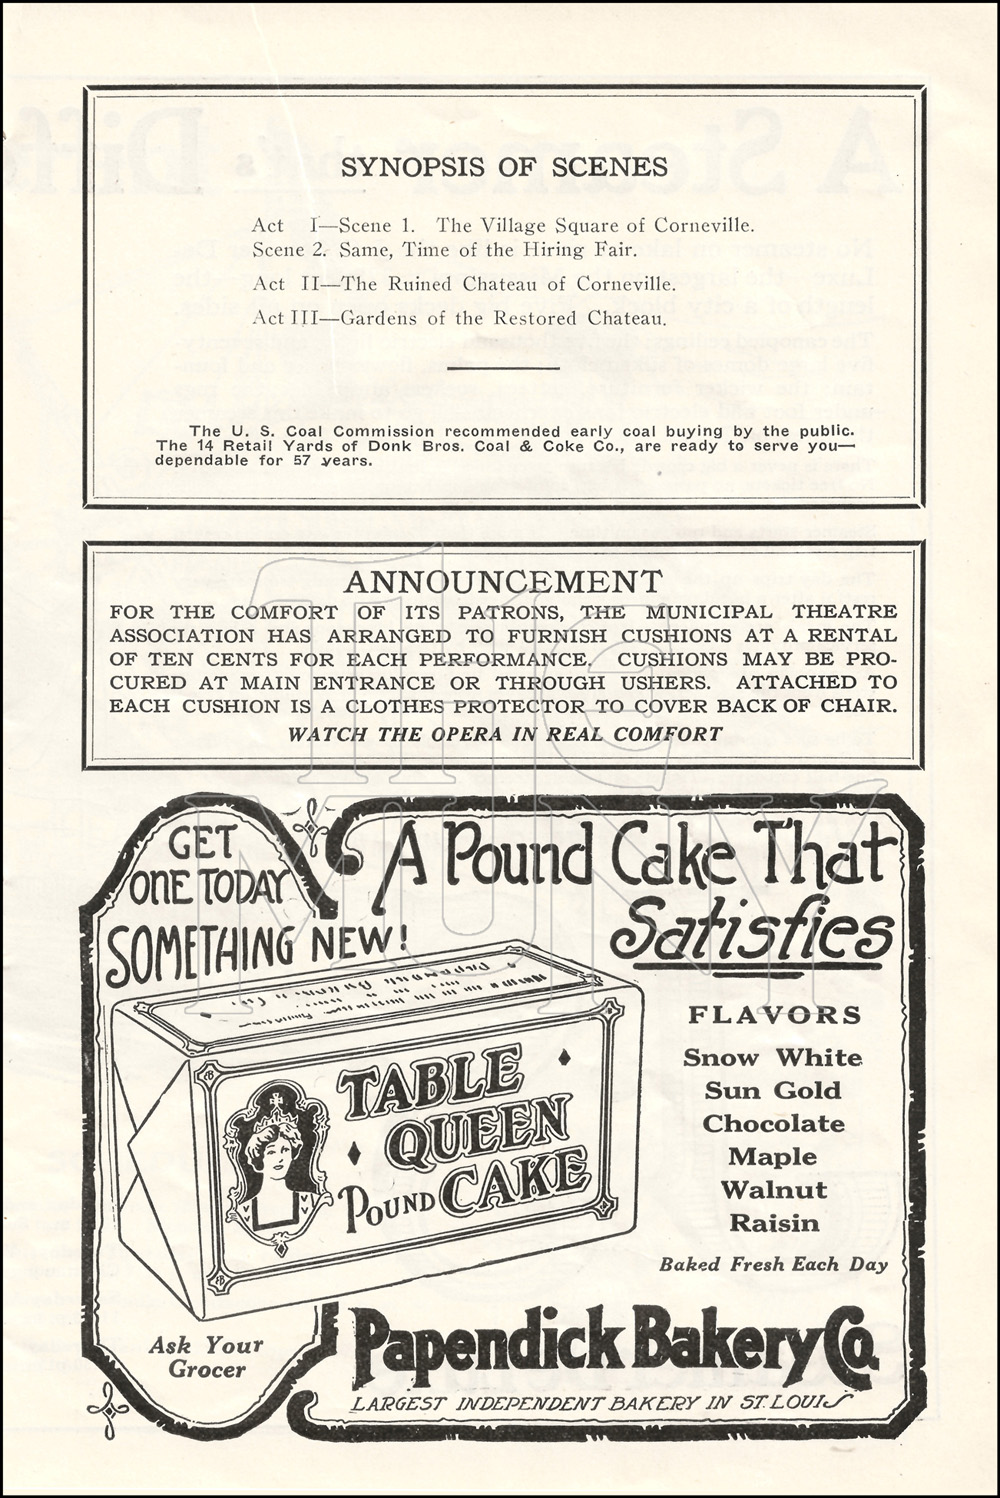 SYNOPSIS OF SCENES
Act I—Scene 1. The Village Square of Corneville.
Scene 2. Same, Time of the Hiring Fair.
Act II—The Ruined Chateau of Corneville.
Act III—Gardens of the Restored Chateau.
The U. S. Coal Commission recommended early coal buying by the public.
The 14 Retail Yards of Donk Bros. Coal & Coke Co., are ready to serve you—
dependable for 57 years.
ANNOUNCEMENT
FOR THE COMFORT OF ITS PATRONS, THE MUNICIPAL THEATRE
ASSOCIATION HAS ARRANGED TO FURNISH CUSHIONS AT A RENTAL
OF TEN CENTS FOR EACH PERFORMANCE. CUSHIONS MAY BE PRO-
CURED AT MAIN ENTRANCE OR THROUGH USHERS. ATTACHED TO
EACH CUSHION IS A CLOTHES PROTECTOR TO COVER BACK OF CHAIR.
WATCH THE OPERA IN REAL COMFORT
The
MUNY
GET
ONE TODAY
SOMETHING NEW!
A Pound Cake That
Satisfies
TABLE
QUEEN
POUND CAKE
FLAVORS
Snow White
Sun Gold
Chocolate
Maple
Walnut
Raisin
Baked Fresh Each Day
Ask Your
Grocer
Papendick Bakery Co.
LARGEST INDEPENDENT BAKERY IN ST. LOUIS